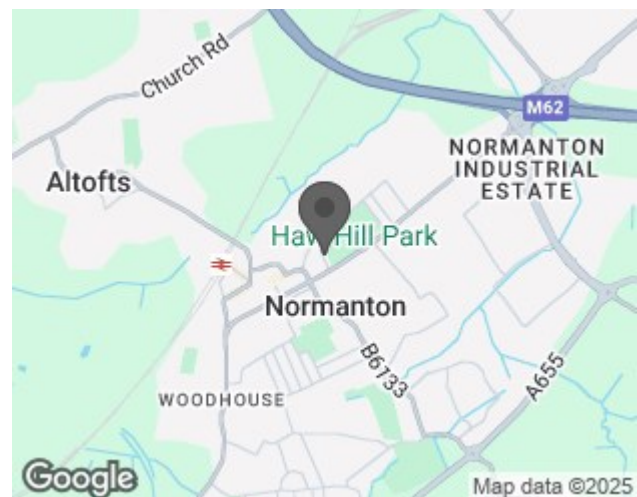 Church Rd
M62
NORMANTON
INDUSTRIAL
ESTATE
Altofts
Haw Hill Park
Normanton
B6133
A655
WOODHOUSE
Google
Map data ©2025